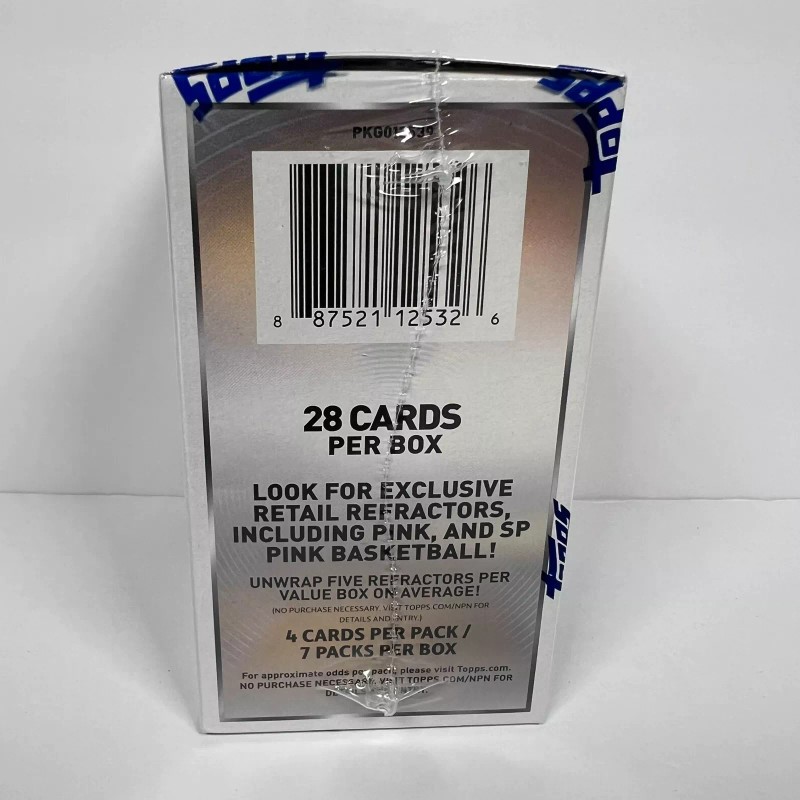 Topps
Topps
8 87521 12532 6
28 CARDS
PER BOX
LOOK FOR EXCLUSIVE
RETAIL REFRACTORS,
INCLUDING PINK, AND SP
PINK BASKETBALL!
UNWRAP FIVE REFRACTORS PER
VALUE BOX ON AVERAGE!
(NO PURCHASE NECESSARY. VISIT TOPPS.COM/NPN FOR
DETAILS AND ENTRY.)
4 CARDS PER PACK /
7 PACKS PER BOX
For approximate odds per pack, please visit Topps.com.
NO PURCHASE NECESSARY. VISIT TOPPS.COM/NPN FOR
Topps